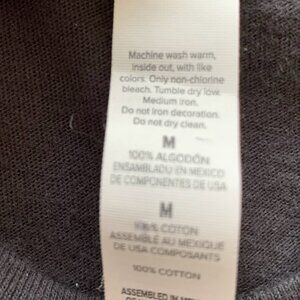 Machine wash warm,
inside out, with like
colors. Only non-chlorine
bleach. Tumble dry low.
Medium iron.
Do not iron decoration.
Do not dry clean.
M
100% ALGODÓN
ENSAMBLADO EN MEXICO
DE COMPONENTES DE USA
M
100% COTON
ASSEMBLÉ AU MEXIQUE
DE USA COMPOSANTS
100% COTTON
ASSEMBLED IN